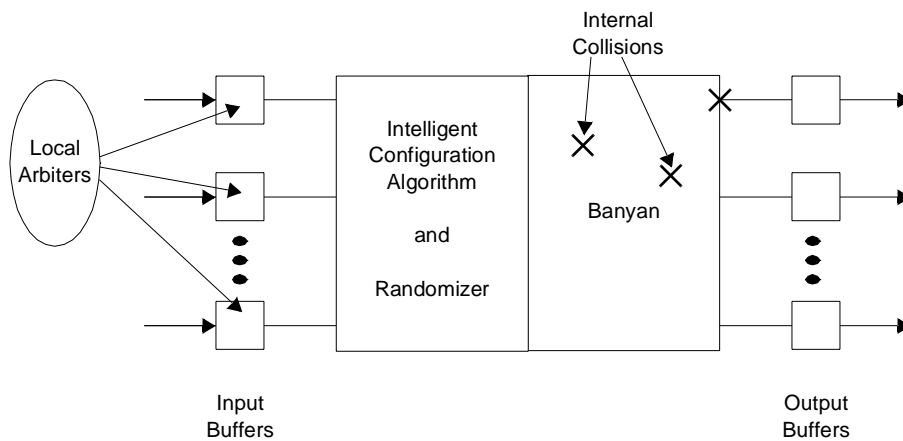 Internal
Collisions
Local
Arbiters
Intelligent
Configuration
Algorithm
and
Randomizer
Banyan
Input
Buffers
Output
Buffers